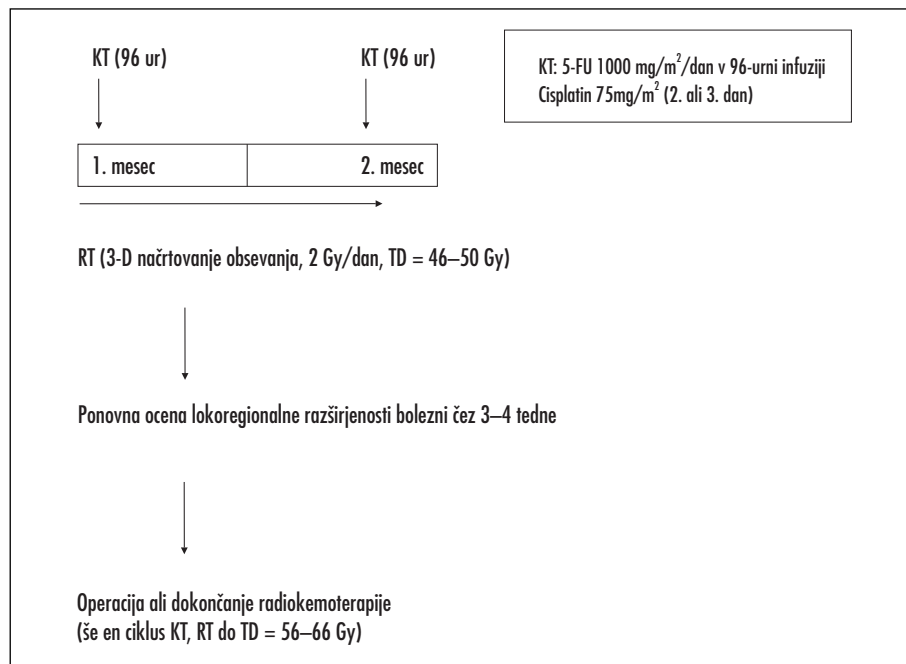 KT (96 ur) KT (96 ur)
KT: 5-FU 1000 mg/m²/dan v 96-urni infuziji
Cisplatin 75mg/m² (2. ali 3. dan)
1. mesec 2. mesec
RT (3-D načrtovanje obsevanja, 2 Gy/dan, TD = 46–50 Gy)
Ponovna ocena lokoregionalne razširjenosti bolezni čez 3–4 tedne
Operacija ali dokončanje radiokemoterapije
(še en ciklus KT, RT do TD = 56–66 Gy)